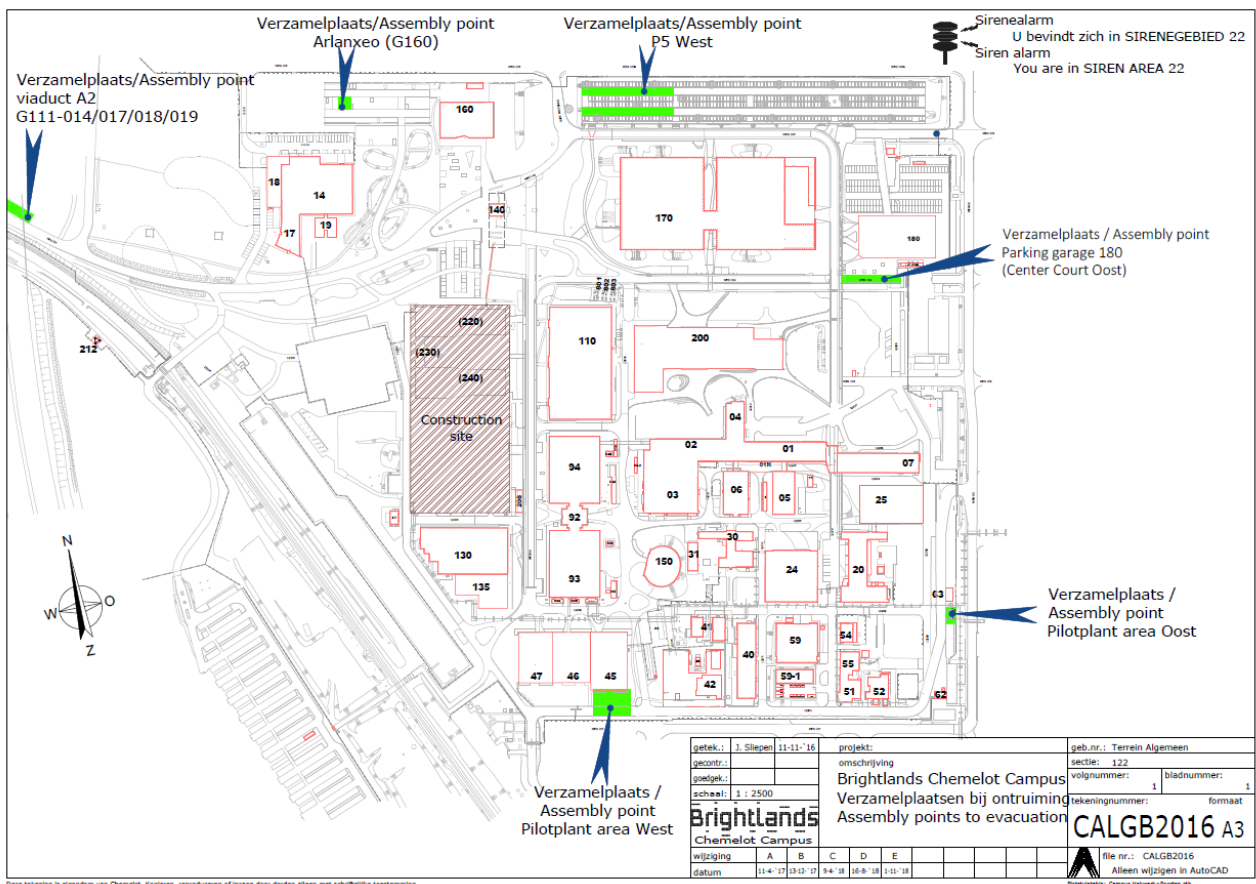 Verzamelplaats/Assembly point
Arlanxeo (G160)
Verzamelplaats/Assembly point
P5 West
Sirenealarm
U bevindt zich in SIRENEGEBIED 22
Siren alarm
You are in SIREN AREA 22
Verzamelplaats/Assembly point
viaduct A2
G111-014/017/018/019
160
18
14
17
19
140
170
180
Verzamelplaats / Assembly point
Parking garage 180
(Center Court Oost)
801
802
803
212
(220)
(230)
(240)
Construction
site
110
200
04
02
01
07
01N
94
03
06
05
25
208
92
130
135
93
150
31
30
24
20
63
N
W
O
Z
Verzamelplaats /
Assembly point
Pilotplant area Oost
41
40
59
54
55
59-1
47
46
45
42
51
52
62
Verzamelplaats /
Assembly point
Pilotplant area West
getek.: J. Sliepen 11-11-`16
gecontr.:
goedgek.:
schaal: 1 : 2500
Brightlands
Chemelot Campus
wijziging A B C D E
datum 11-4-`17 13-12-`17 9-4-`18 16-8-`18 1-11-`18
projekt:
omschrijving
Brightlands Chemelot Campus
Verzamelplaatsen bij ontruiming
Assembly points to evacuation
geb.nr.: Terrein Algemeen
sectie: 122
volgnummer: 1 bladnummer: 1
tekeningnummer: formaat
CALGB2016 A3
file nr.: CALGB2016
Alleen wijzigen in AutoCAD